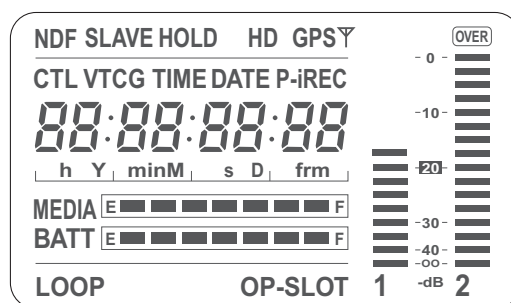 NDF SLAVE HOLD HD GPS OVER
0
CTL VTCG TIME DATE P-iREC
88:88:88:88
-10-
h Y minM s D frm
20
MEDIA E F
-30-
BATT E F
-40-
-∞-
LOOP OP-SLOT 1 -dB 2